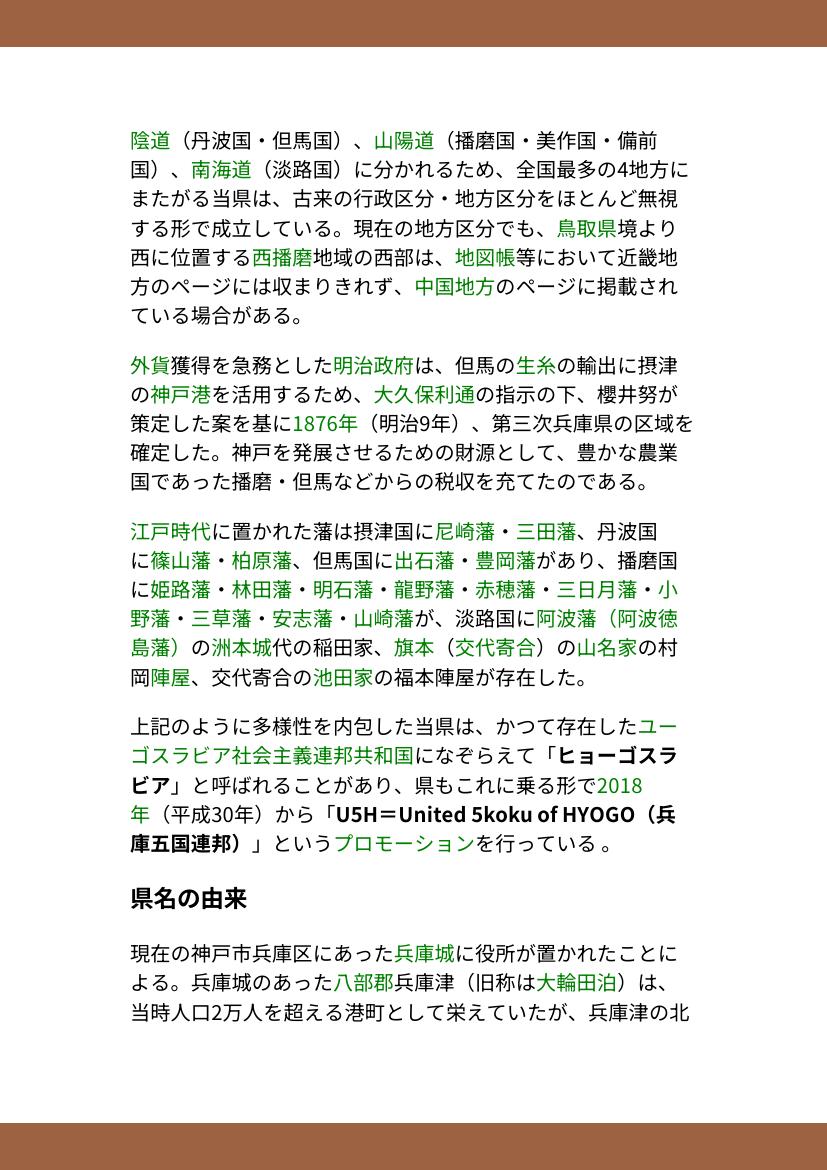 陰道（丹波国・但馬国）、山陽道（播磨国・美作国・備前
国）、南海道（淡路国）に分かれるため、全国最多の4地方に
またがる当県は、古来の行政区分・地方区分をほとんど無視
する形で成立している。現在の地方区分でも、鳥取県境より
西に位置する西播磨地域の西部は、地図帳等において近畿地
方のページには収まりきれず、中国地方のページに掲載され
ている場合がある。
外貨獲得を急務とした明治政府は、但馬の生糸の輸出に摂津
の神戸港を活用するため、大久保利通の指示の下、櫻井努が
策定した案を基に1876年（明治9年）、第三次兵庫県の区域を
確定した。神戸を発展させるための財源として、豊かな農業
国であった播磨・但馬などからの税収を充てたのである。
江戸時代に置かれた藩は摂津国に尼崎藩・三田藩、丹波国
に篠山藩・柏原藩、但馬国に出石藩・豊岡藩があり、播磨国
に姫路藩・林田藩・明石藩・龍野藩・赤穂藩・三日月藩・小
野藩・三草藩・安志藩・山崎藩が、淡路国に阿波藩（阿波徳
島藩）の洲本城代の稲田家、旗本（交代寄合）の山名家の村
岡陣屋、交代寄合の池田家の福本陣屋が存在した。
上記のように多様性を内包した当県は、かつて存在したユー
ゴスラビア社会主義連邦共和国になぞらえて「ヒョーゴスラ
ビア」と呼ばれることがあり、県もこれに乗る形で2018
年（平成30年）から「U5H＝United 5koku of HYOGO（兵
庫五国連邦）」というプロモーションを行っている 。
県名の由来
現在の神戸市兵庫区にあった兵庫城に役所が置かれたことに
よる。兵庫城のあった八部郡兵庫津（旧称は大輪田泊）は、
当時人口2万人を超える港町として栄えていたが、兵庫津の北